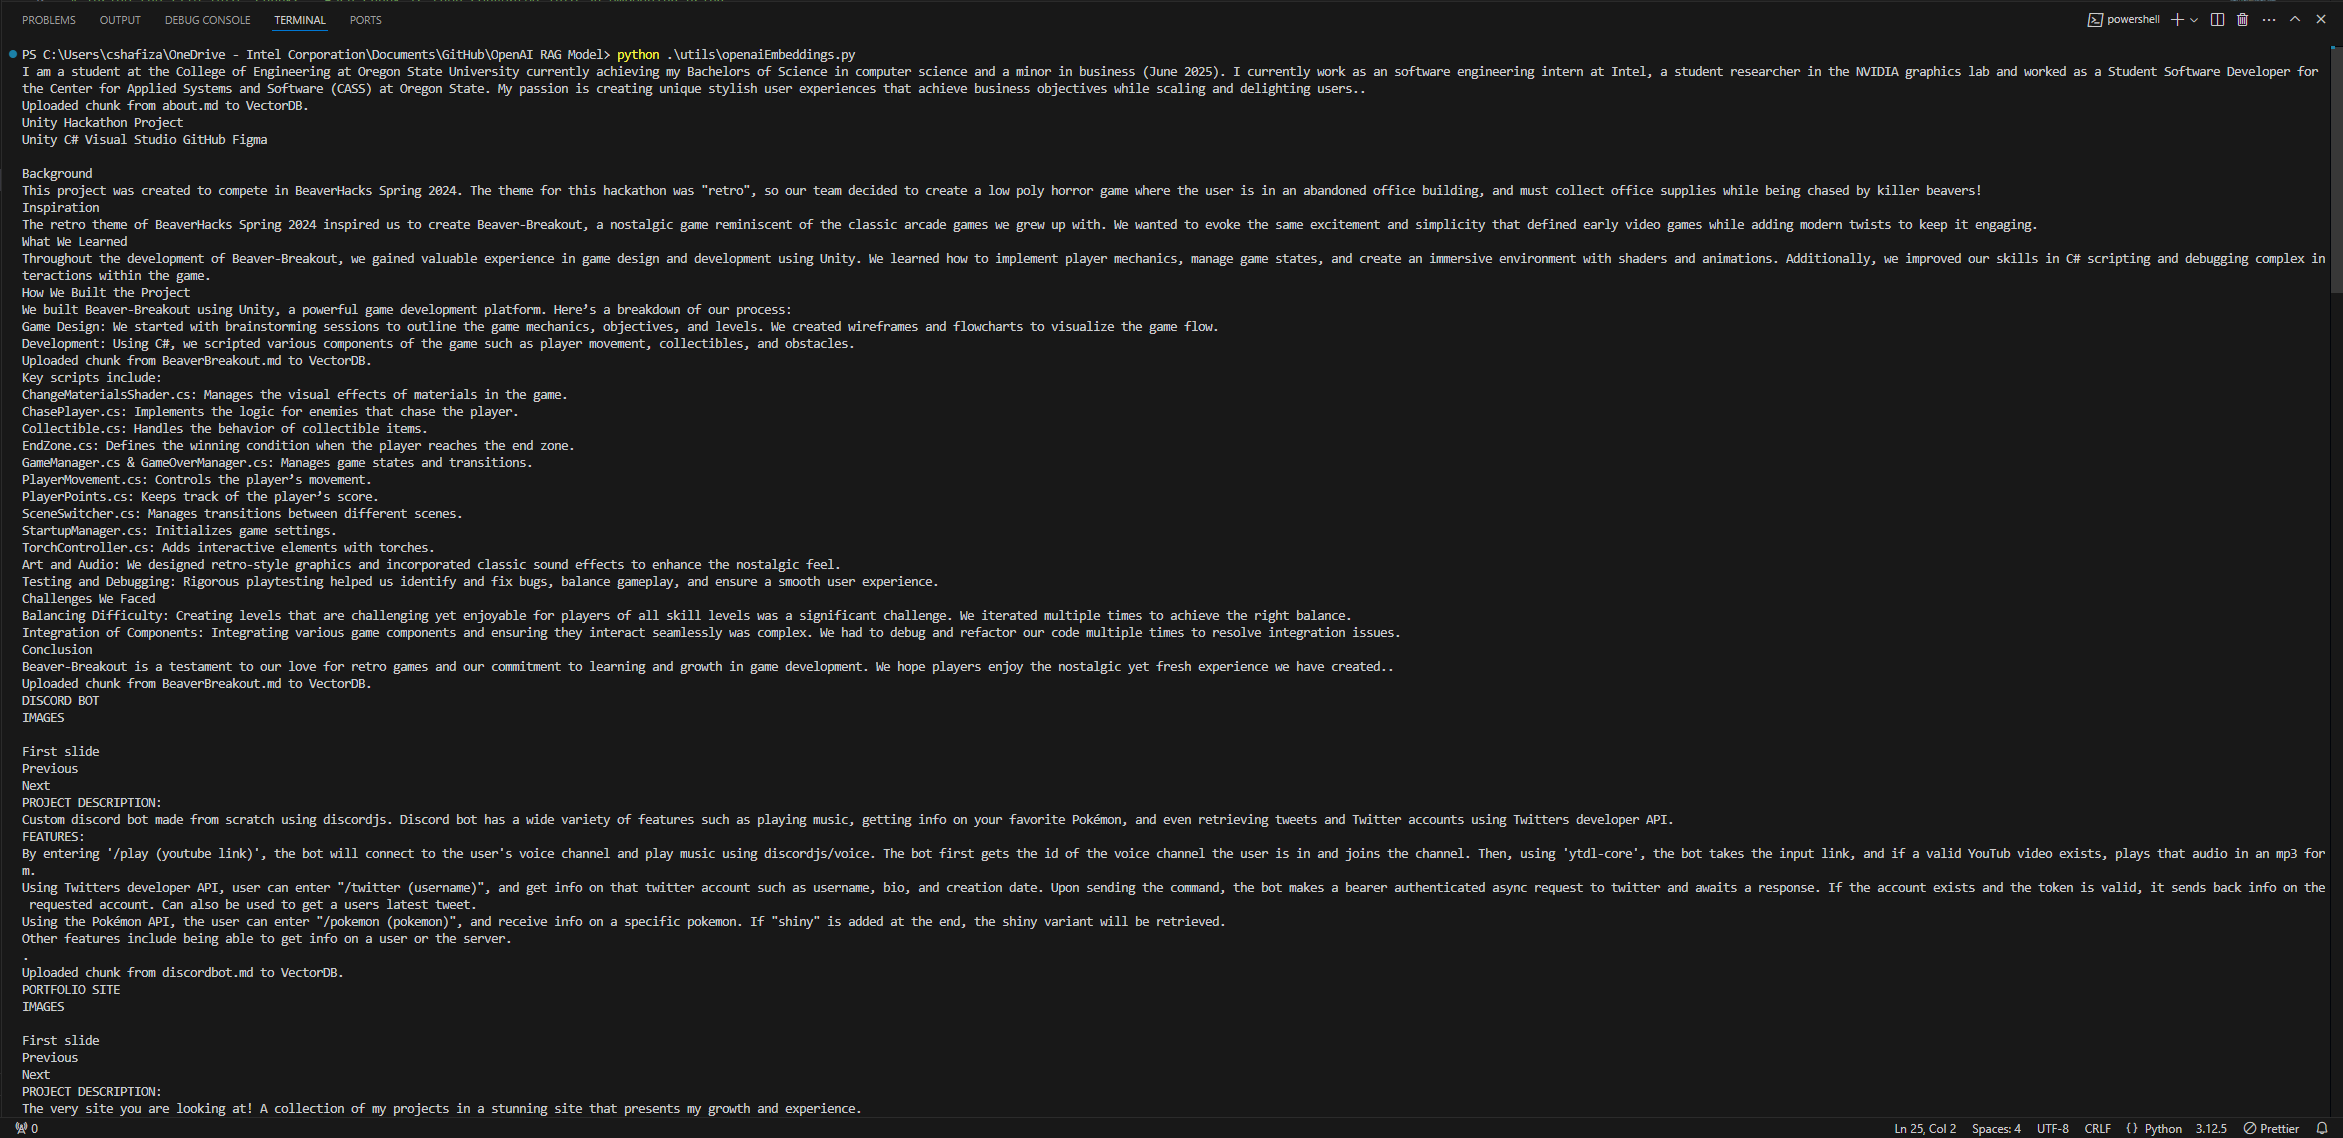 PROBLEMS OUTPUT DEBUG CONSOLE TERMINAL PORTS
powershell
PS C:\Users\cshafiza\OneDrive - Intel Corporation\Documents\GitHub\OpenAI RAG Model> python .\utils\openaiEmbeddings.py
I am a student at the College of Engineering at Oregon State University currently achieving my Bachelors of Science in computer science and a minor in business (June 2025). I currently work as an software engineering intern at Intel, a student researcher in the NVIDIA graphics lab and worked as a Student Software Developer for
the Center for Applied Systems and Software (CASS) at Oregon State. My passion is creating unique stylish user experiences that achieve business objectives while scaling and delighting users..
Uploaded chunk from about.md to VectorDB.
Unity Hackathon Project
Unity C# Visual Studio GitHub Figma
Background
This project was created to compete in BeaverHacks Spring 2024. The theme for this hackathon was "retro", so our team decided to create a low poly horror game where the user is in an abandoned office building, and must collect office supplies while being chased by killer beavers!
Inspiration
The retro theme of BeaverHacks Spring 2024 inspired us to create Beaver-Breakout, a nostalgic game reminiscent of the classic arcade games we grew up with. We wanted to evoke the same excitement and simplicity that defined early video games while adding modern twists to keep it engaging.
What We Learned
Throughout the development of Beaver-Breakout, we gained valuable experience in game design and development using Unity. We learned how to implement player mechanics, manage game states, and create an immersive environment with shaders and animations. Additionally, we improved our skills in C# scripting and debugging complex in
teractions within the game.
How We Built the Project
We built Beaver-Breakout using Unity, a powerful game development platform. Here’s a breakdown of our process:
Game Design: We started with brainstorming sessions to outline the game mechanics, objectives, and levels. We created wireframes and flowcharts to visualize the game flow.
Development: Using C#, we scripted various components of the game such as player movement, collectibles, and obstacles.
Uploaded chunk from BeaverBreakout.md to VectorDB.
Key scripts include:
ChangeMaterialsShader.cs: Manages the visual effects of materials in the game.
ChasePlayer.cs: Implements the logic for enemies that chase the player.
Collectible.cs: Handles the behavior of collectible items.
EndZone.cs: Defines the winning condition when the player reaches the end zone.
GameManager.cs & GameOverManager.cs: Manages game states and transitions.
PlayerMovement.cs: Controls the player’s movement.
PlayerPoints.cs: Keeps track of the player’s score.
SceneSwitcher.cs: Manages transitions between different scenes.
StartupManager.cs: Initializes game settings.
TorchController.cs: Adds interactive elements with torches.
Art and Audio: We designed retro-style graphics and incorporated classic sound effects to enhance the nostalgic feel.
Testing and Debugging: Rigorous playtesting helped us identify and fix bugs, balance gameplay, and ensure a smooth user experience.
Challenges We Faced
Balancing Difficulty: Creating levels that are challenging yet enjoyable for players of all skill levels was a significant challenge. We iterated multiple times to achieve the right balance.
Integration of Components: Integrating various game components and ensuring they interact seamlessly was complex. We had to debug and refactor our code multiple times to resolve integration issues.
Conclusion
Beaver-Breakout is a testament to our love for retro games and our commitment to learning and growth in game development. We hope players enjoy the nostalgic yet fresh experience we have created..
Uploaded chunk from BeaverBreakout.md to VectorDB.
DISCORD BOT
IMAGES
First slide
Previous
Next
PROJECT DESCRIPTION:
Custom discord bot made from scratch using discordjs. Discord bot has a wide variety of features such as playing music, getting info on your favorite Pokémon, and even retrieving tweets and Twitter accounts using Twitters developer API.
FEATURES:
By entering '/play (youtube link)', the bot will connect to the user's voice channel and play music using discordjs/voice. The bot first gets the id of the voice channel the user is in and joins the channel. Then, using 'ytdl-core', the bot takes the input link, and if a valid YouTub video exists, plays that audio in an mp3 for
m.
Using Twitters developer API, user can enter "/twitter (username)", and get info on that twitter account such as username, bio, and creation date. Upon sending the command, the bot makes a bearer authenticated async request to twitter and awaits a response. If the account exists and the token is valid, it sends back info on the
requested account. Can also be used to get a users latest tweet.
Using the Pokémon API, the user can enter "/pokemon (pokemon)", and receive info on a specific pokemon. If "shiny" is added at the end, the shiny variant will be retrieved.
Other features include being able to get info on a user or the server.
.
Uploaded chunk from discordbot.md to VectorDB.
PORTFOLIO SITE
IMAGES
First slide
Previous
Next
PROJECT DESCRIPTION:
The very site you are looking at! A collection of my projects in a stunning site that presents my growth and experience.
0 Ln 25, Col 2 Spaces: 4 UTF-8 CRLF {} Python 3.12.5 Prettier